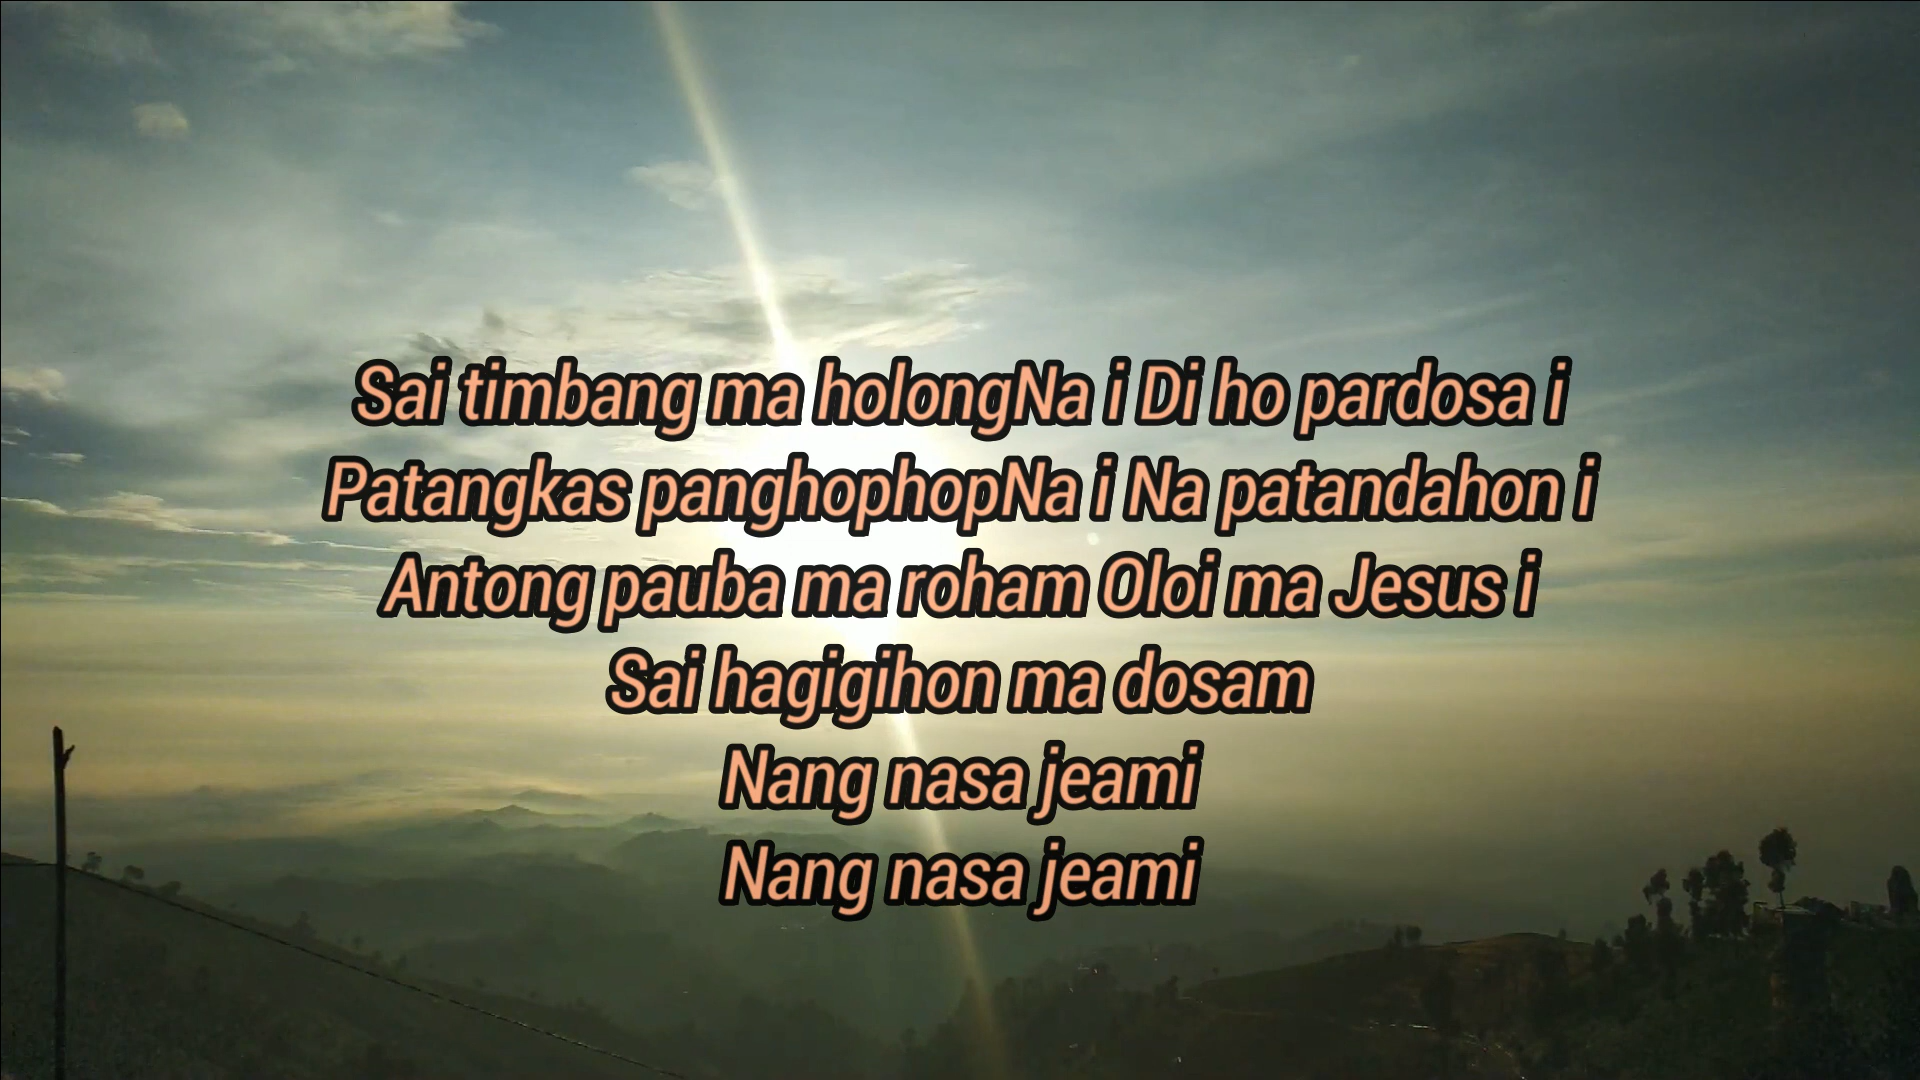 Sai timbang ma holongNa i Di ho pardosa i
Patangkas panghophopNa i Na patandahon i
Antong pauba ma roham Oloi ma Jesus i
Sai hagigihon ma dosam
Nang nasa jeami
Nang nasa jeami